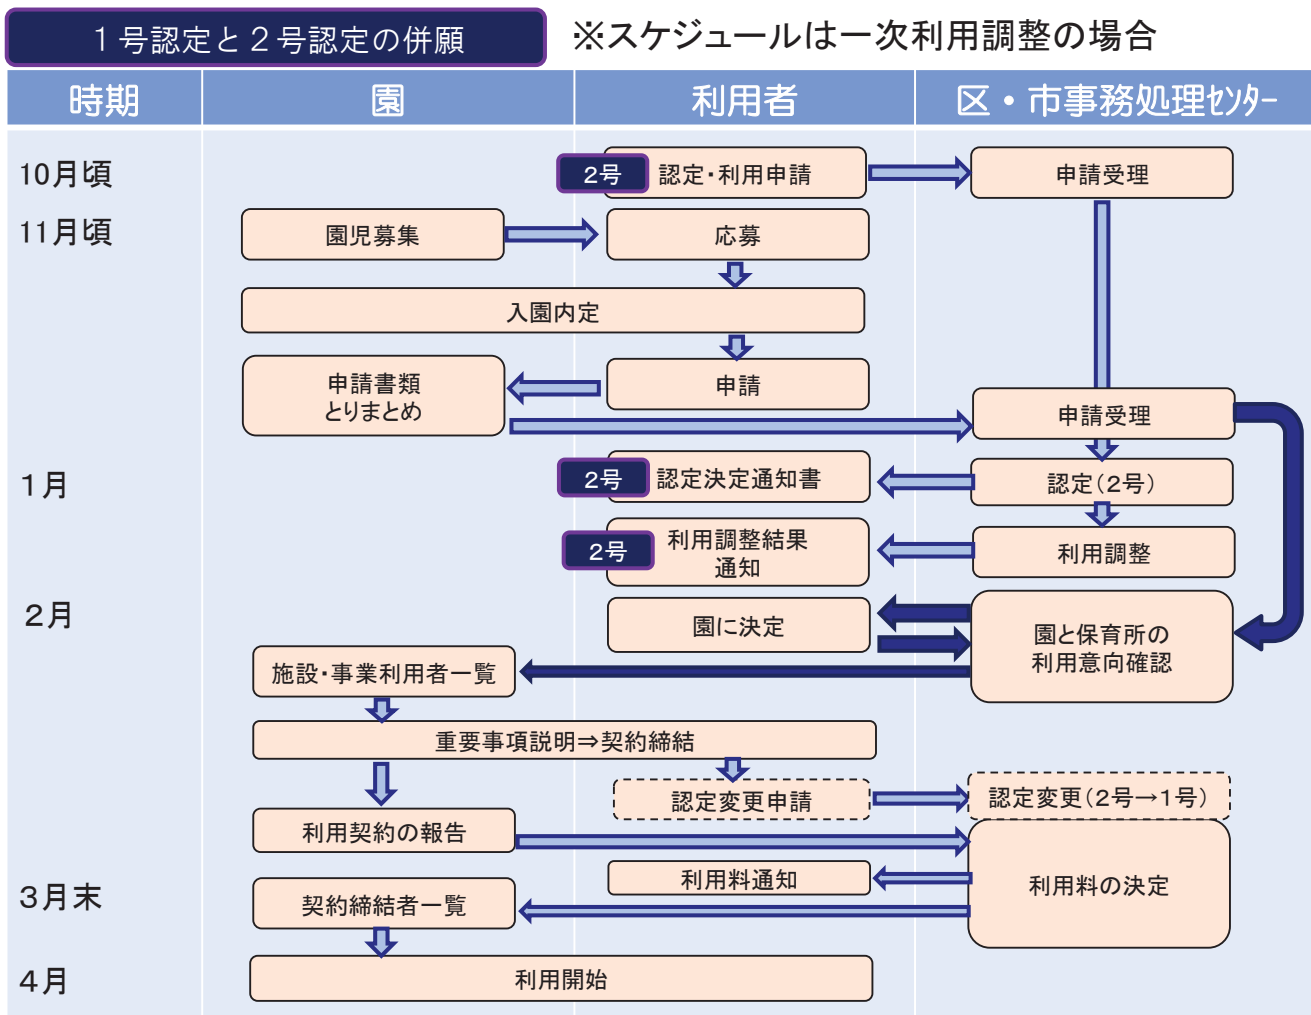 １号認定と２号認定の併願
※スケジュールは一次利用調整の場合
時期
園
利用者
区・市事務処理ｾﾝﾀｰ
10月頃
2号
認定・利用申請
申請受理
11月頃
園児募集
応募
入園内定
申請書類
とりまとめ
申請
申請受理
１月
2号
認定決定通知書
認定（2号）
2号
利用調整結果
通知
利用調整
２月
園に決定
園と保育所の
利用意向確認
施設・事業利用者一覧
重要事項説明⇒契約締結
認定変更申請
認定変更（2号→1号）
利用契約の報告
利用料の決定
利用料通知
３月末
契約締結者一覧
４月
利用開始